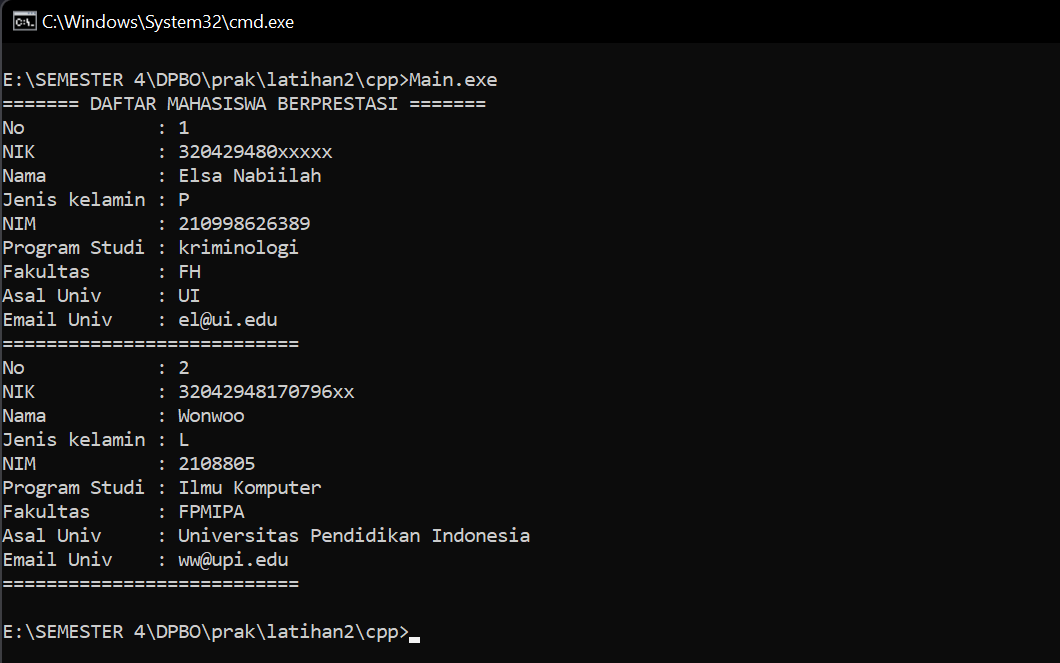 C:\Windows\System32\cmd.exe
E:\SEMESTER 4\DPBO\prak\latihan2\cpp>Main.exe
======= DAFTAR MAHASISWA BERPRESTASI =======
No            : 1
NIK           : 320429480xxxxx
Nama          : Elsa Nabiilah
Jenis kelamin : P
NIM           : 210998626389
Program Studi : kriminologi
Fakultas      : FH
Asal Univ     : UI
Email Univ    : el@ui.edu
===========================
No            : 2
NIK           : 32042948170796xx
Nama          : Wonwoo
Jenis kelamin : L
NIM           : 2108805
Program Studi : Ilmu Komputer
Fakultas      : FPMIPA
Asal Univ     : Universitas Pendidikan Indonesia
Email Univ    : ww@upi.edu
===========================
E:\SEMESTER 4\DPBO\prak\latihan2\cpp>